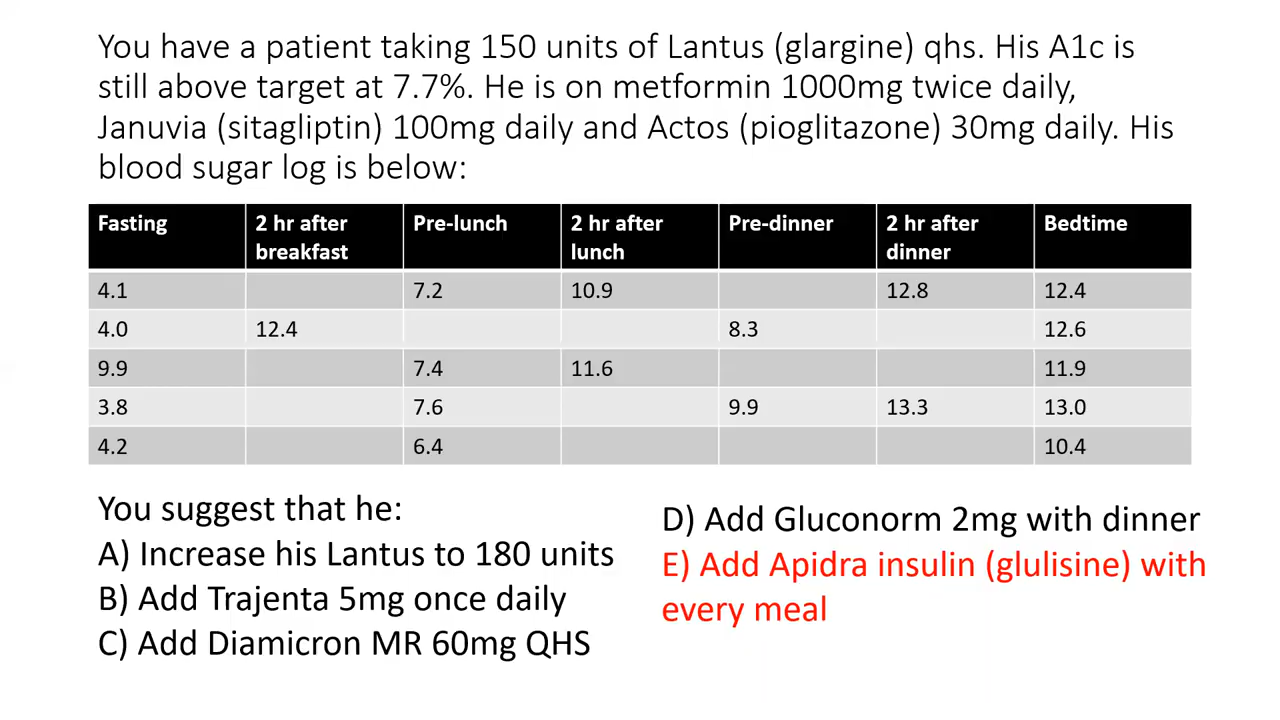 You have a patient taking 150 units of Lantus (glargine) qhs. His A1c is
still above target at 7.7%. He is on metformin 1000mg twice daily,
Januvia (sitagliptin) 100mg daily and Actos (pioglitazone) 30mg daily. His
blood sugar log is below:
Fasting 2 hr after breakfast Pre-lunch 2 hr after lunch Pre-dinner 2 hr after dinner Bedtime
4.1 7.2 10.9 12.8 12.4
4.0 12.4 8.3 12.6
9.9 7.4 11.6 11.9
3.8 7.6 9.9 13.3 13.0
4.2 6.4 10.4
You suggest that he:
A) Increase his Lantus to 180 units
B) Add Trajenta 5mg once daily
C) Add Diamicron MR 60mg QHS
D) Add Gluconorm 2mg with dinner
E) Add Apidra insulin (glulisine) with
every meal